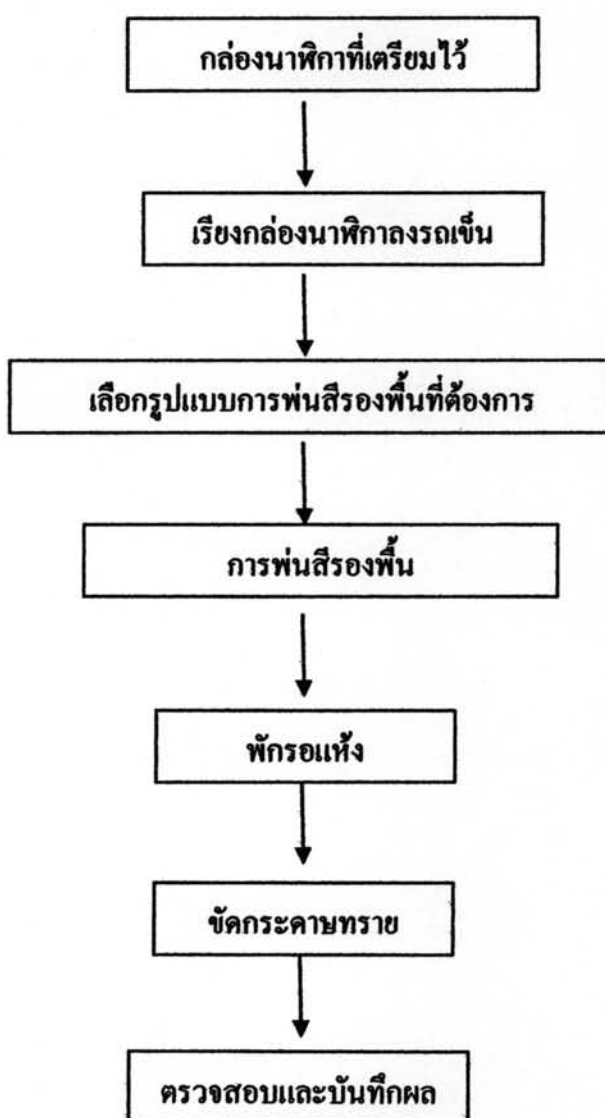 กล่องนาฬิกาที่เตรียมไว้
เรียงกล่องนาฬิกาลงรถเข็น
เลือกรูปแบบการพ่นสีรองพื้นที่ต้องการ
การพ่นสีรองพื้น
พักรอแห้ง
ขัดกระดาษทราย
ตรวจสอบและบันทึกผล